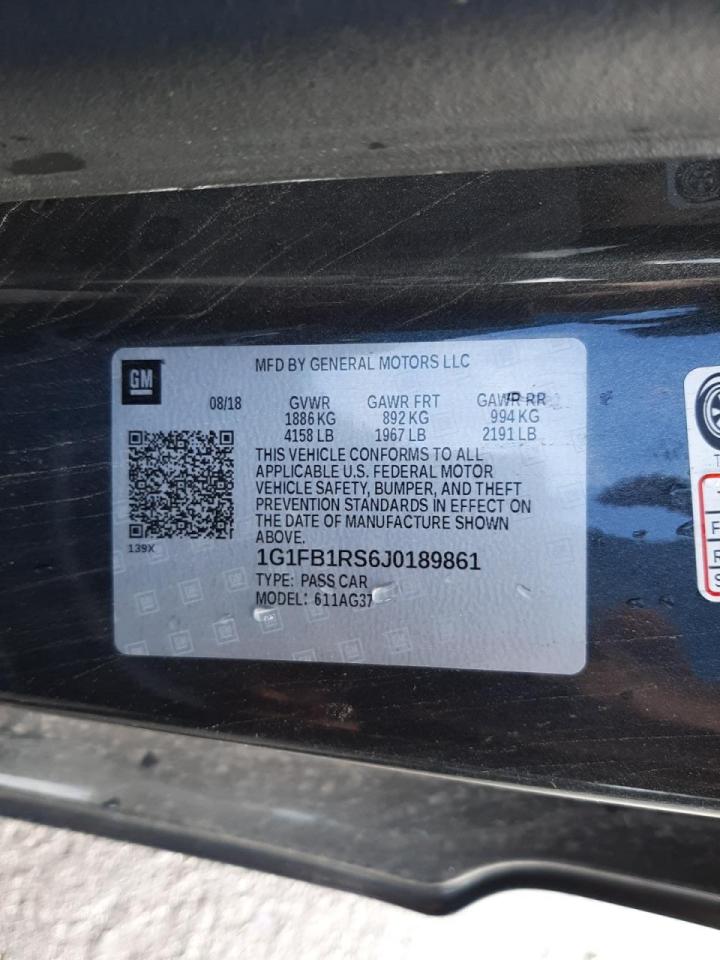 GM
MFD BY GENERAL MOTORS LLC
08/18 GVWR GAWR FRT GAWR RR
1886 KG 892 KG 994 KG
4158 LB 1967 LB 2191 LB
THIS VEHICLE CONFORMS TO ALL
APPLICABLE U.S. FEDERAL MOTOR
VEHICLE SAFETY, BUMPER, AND THEFT
PREVENTION STANDARDS IN EFFECT ON
THE DATE OF MANUFACTURE SHOWN
ABOVE.
139X
1G1FB1RS6J0189861
TYPE: PASS CAR
MODEL: 611AG37